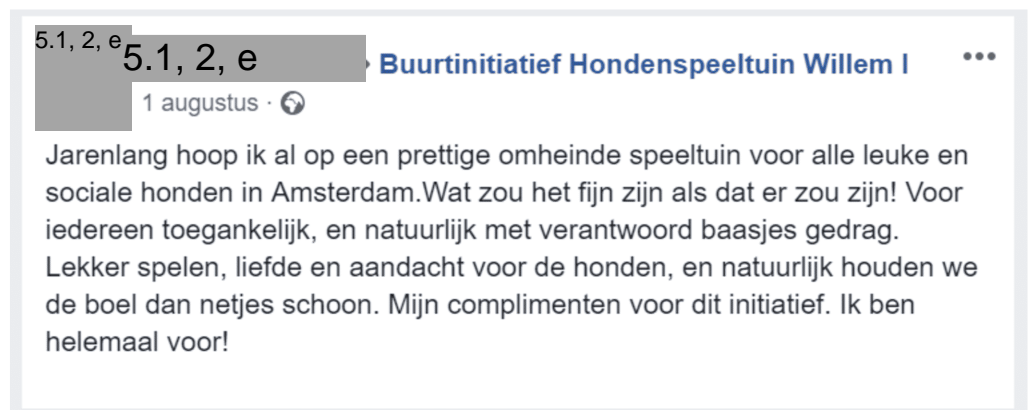 5.1, 2, e
5.1, 2, e Buurtinitiatief Hondenspeeltuin Willem I
1 augustus ·
Jarenlang hoop ik al op een prettige omheinde speeltuin voor alle leuke en
sociale honden in Amsterdam.Wat zou het fijn zijn als dat er zou zijn! Voor
iedereen toegankelijk, en natuurlijk met verantwoord baasjes gedrag.
Lekker spelen, liefde en aandacht voor de honden, en natuurlijk houden we
de boel dan netjes schoon. Mijn complimenten voor dit initiatief. Ik ben
helemaal voor!